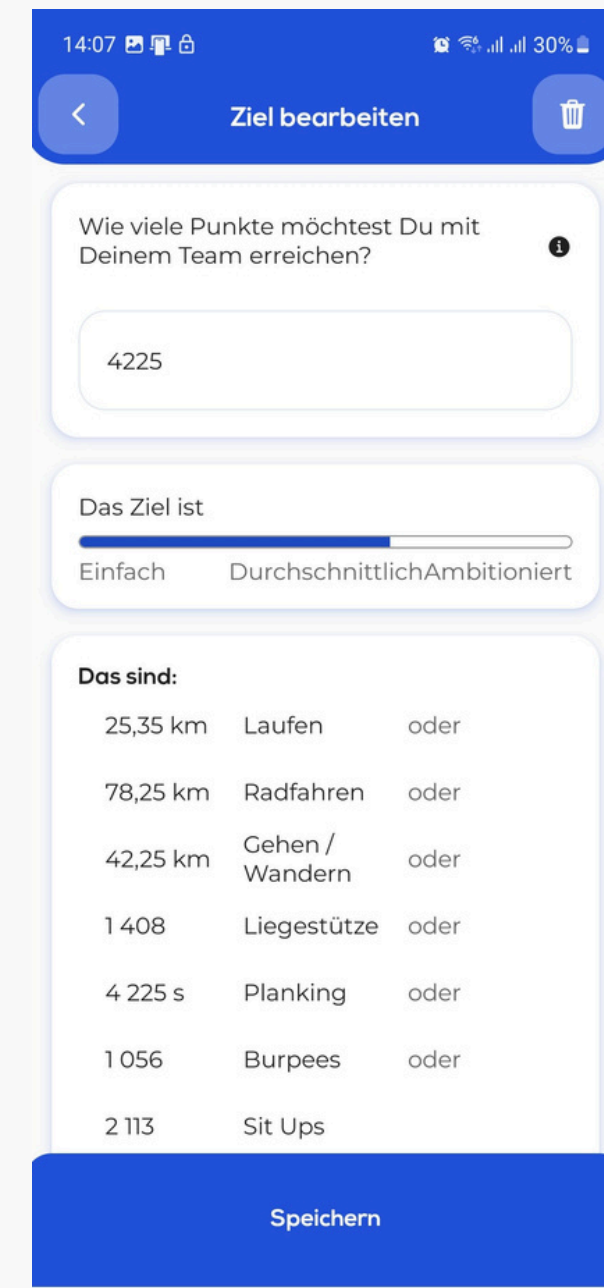 14:07 30%
Ziel bearbeiten
Wie viele Punkte möchtest Du mit
Deinem Team erreichen?
4225
Das Ziel ist
Einfach DurchschnittlichAmbitioniert
Das sind:
25,35 km Laufen oder
78,25 km Radfahren oder
42,25 km Gehen / Wandern oder
1 408 Liegestütze oder
4 225 s Planking oder
1 056 Burpees oder
2 113 Sit Ups
Speichern